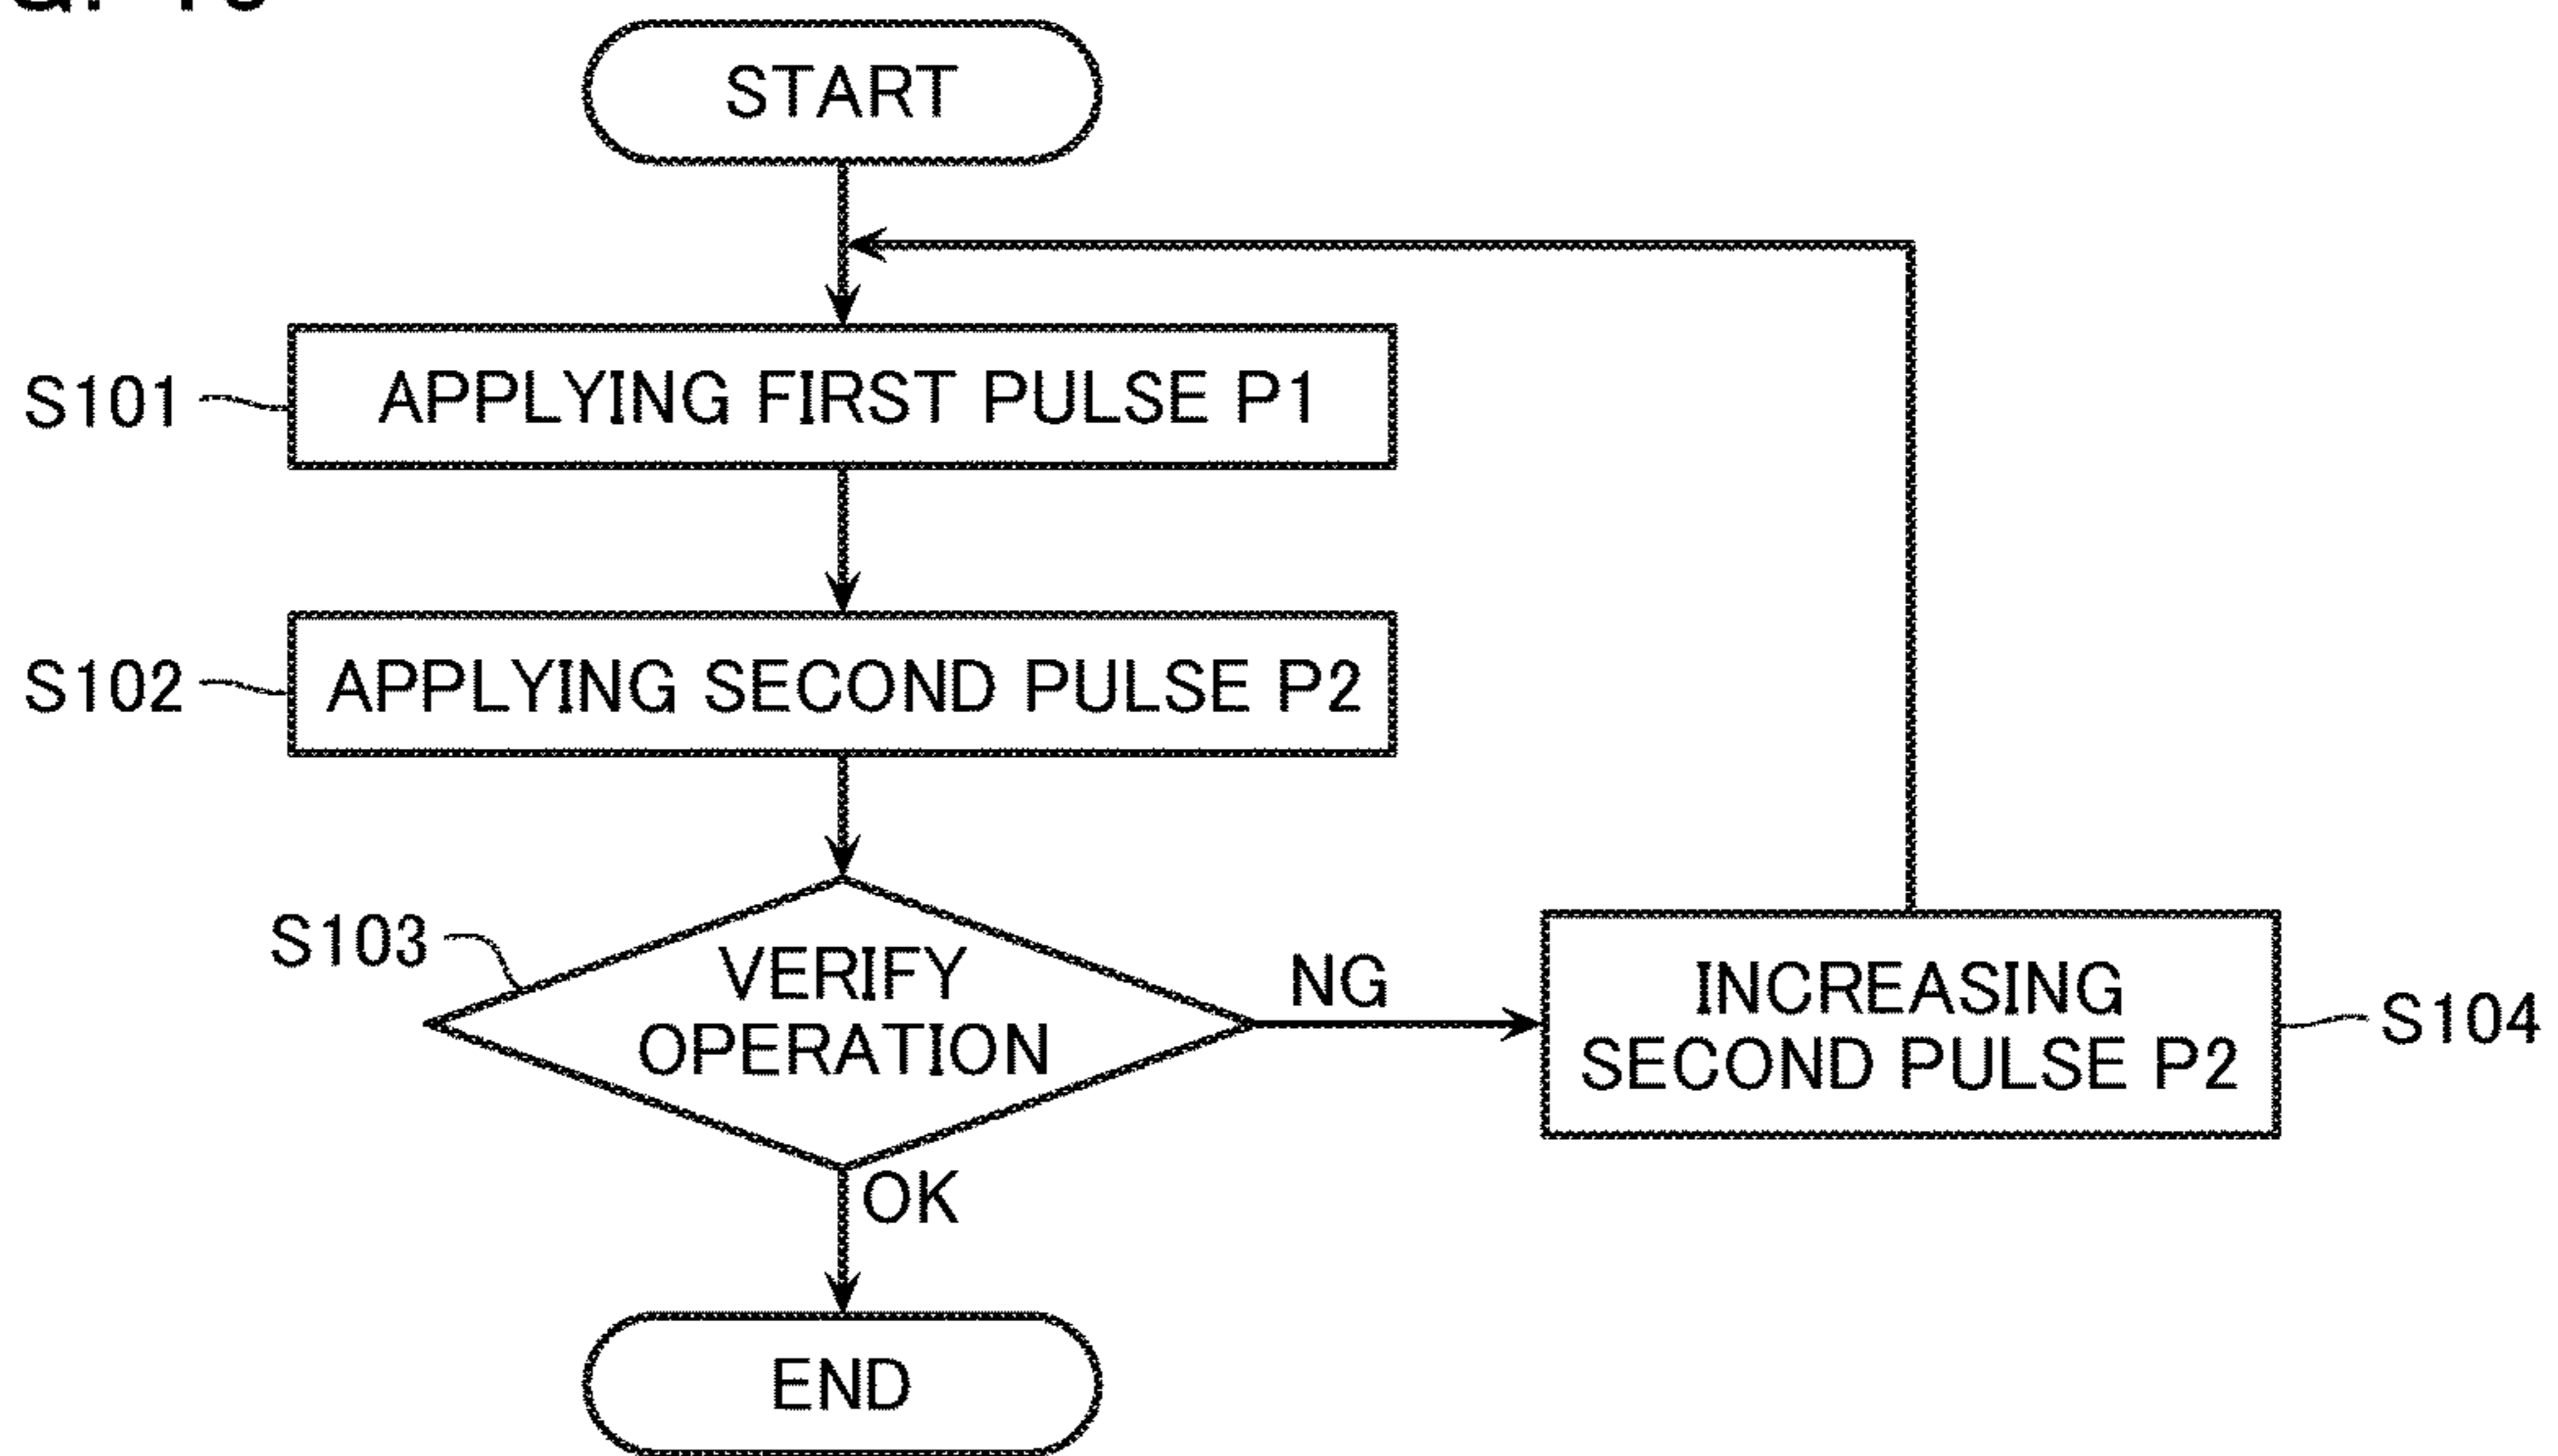 START
S101
APPLYING FIRST PULSE P1
S102
APPLYING SECOND PULSE P2
S103
VERIFY
OPERATION
NG
INCREASING
SECOND PULSE P2
S104
OK
END